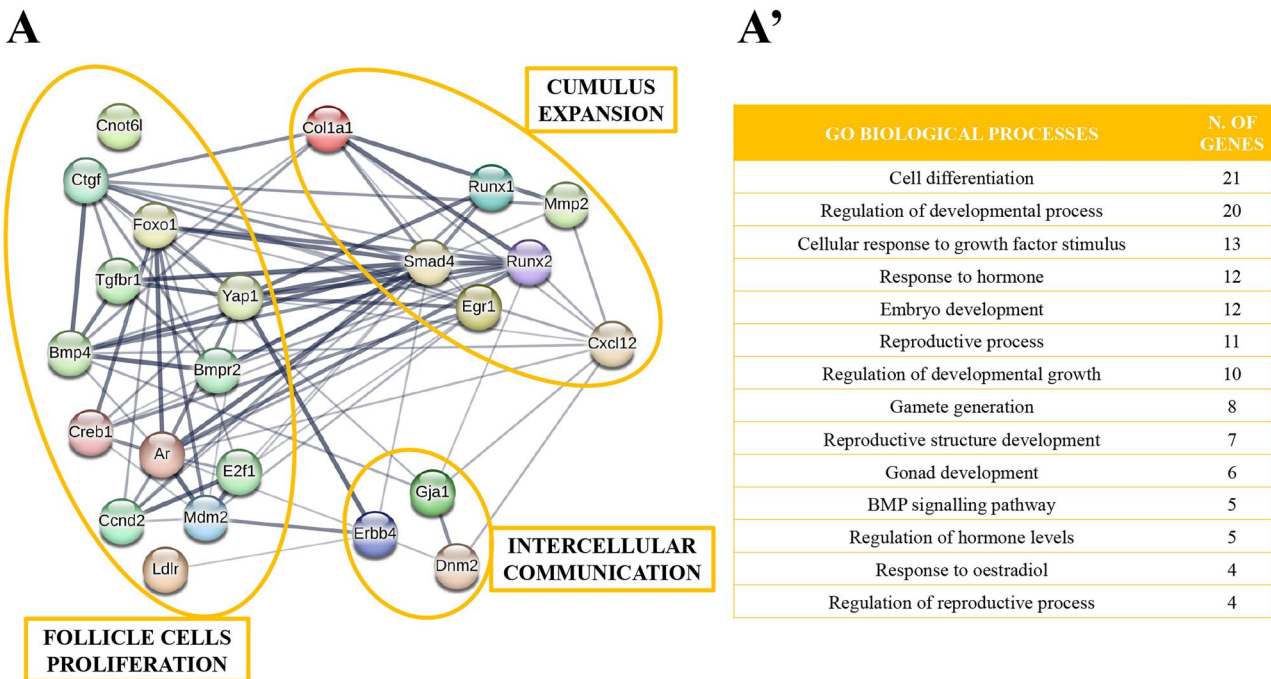 A
A’
CUMULUS
EXPANSION
Cnot6l
Col1a1
Ctgf
Runx1
Mmp2
Foxo1
Smad4
Runx2
Tgfbr1
Yap1
Egr1
Bmp4
Cxcl12
Bmpr2
Creb1
Ar
E2f1
Gja1
Ccnd2
Mdm2
Erbb4
Ldlr
Dnm2
INTERCELLULAR
COMMUNICATION
FOLLICLE CELLS
PROLIFERATION
GO BIOLOGICAL PROCESSES
N. OF
GENES
Cell differentiation 21
Regulation of developmental process 20
Cellular response to growth factor stimulus 13
Response to hormone 12
Embryo development 12
Reproductive process 11
Regulation of developmental growth 10
Gamete generation 8
Reproductive structure development 7
Gonad development 6
BMP signalling pathway 5
Regulation of hormone levels 5
Response to oestradiol 4
Regulation of reproductive process 4